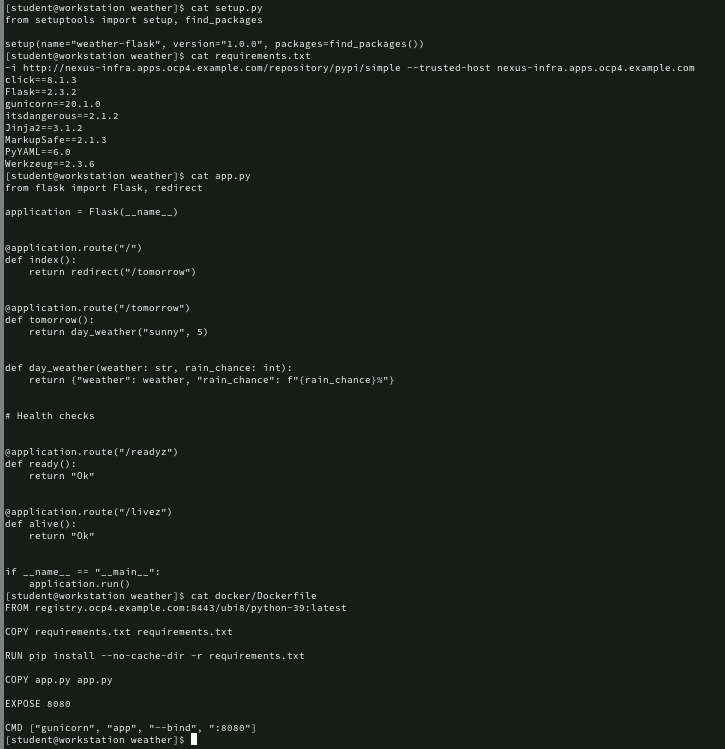 [student@workstation weather]$ cat setup.py
from setuptools import setup, find_packages
setup(name="weather-flask", version="1.0.0", packages=find_packages())
[student@workstation weather]$ cat requirements.txt
-i http://nexus-infra.apps.ocp4.example.com/repository/pypi/simple --trusted-host nexus-infra.apps.ocp4.example.com
click==8.1.3
Flask==2.3.2
gunicorn==20.1.0
itsdangerous==2.1.2
Jinja2==3.1.2
MarkupSafe==2.1.3
PyYAML==6.0
Werkzeug==2.3.6
[student@workstation weather]$ cat app.py
from flask import Flask, redirect
application = Flask(__name__)
@application.route("/")
def index():
    return redirect("/tomorrow")
@application.route("/tomorrow")
def tomorrow():
    return day_weather("sunny", 5)
def day_weather(weather: str, rain_chance: int):
    return {"weather": weather, "rain_chance": f"{rain_chance}%"}
# Health checks
@application.route("/readyz")
def ready():
    return "Ok"
@application.route("/livez")
def alive():
    return "Ok"
if __name__ == "__main__":
    application.run()
[student@workstation weather]$ cat docker/Dockerfile
FROM registry.ocp4.example.com:8443/ubi8/python-39:latest
COPY requirements.txt requirements.txt
RUN pip install --no-cache-dir -r requirements.txt
COPY app.py app.py
EXPOSE 8080
CMD ["gunicorn", "app", "--bind", ":8080"]
[student@workstation weather]$